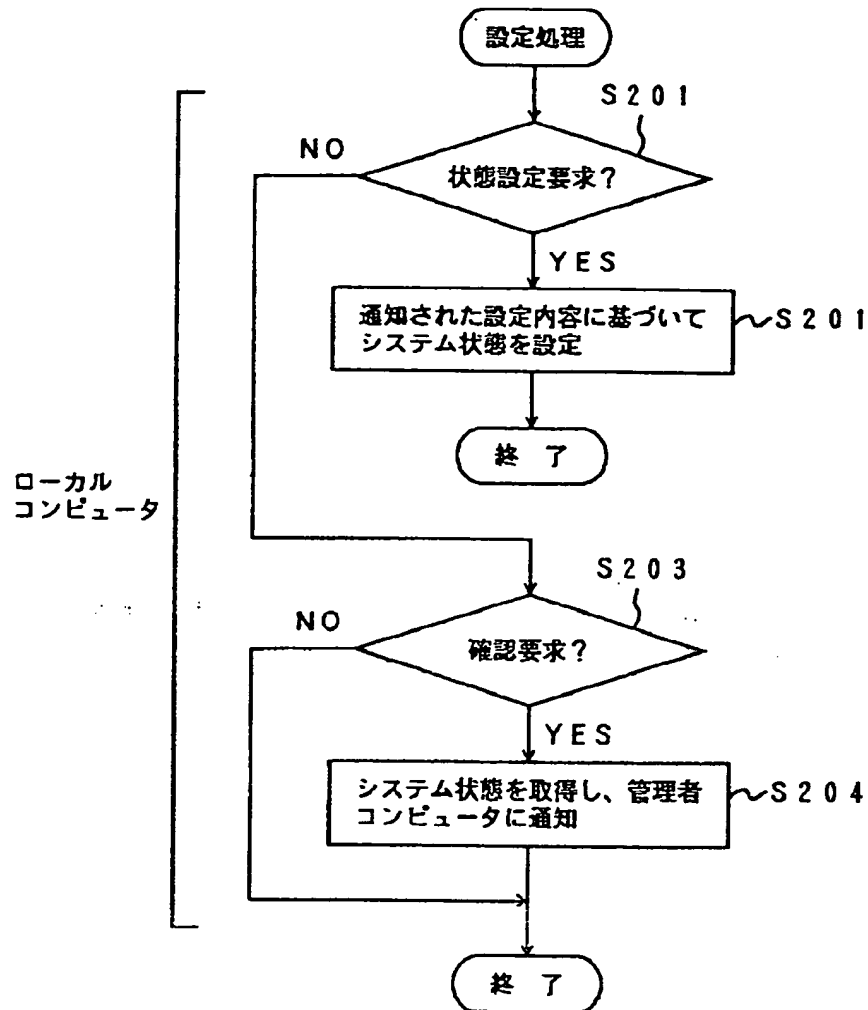 設定処理
S201
NO
状態設定要求?
YES
通知された設定内容に基づいて
システム状態を設定
S201
終 了
ローカル
コンピュータ
S203
NO
確認要求?
YES
システム状態を取得し、管理者
コンピュータに通知
S204
終 了